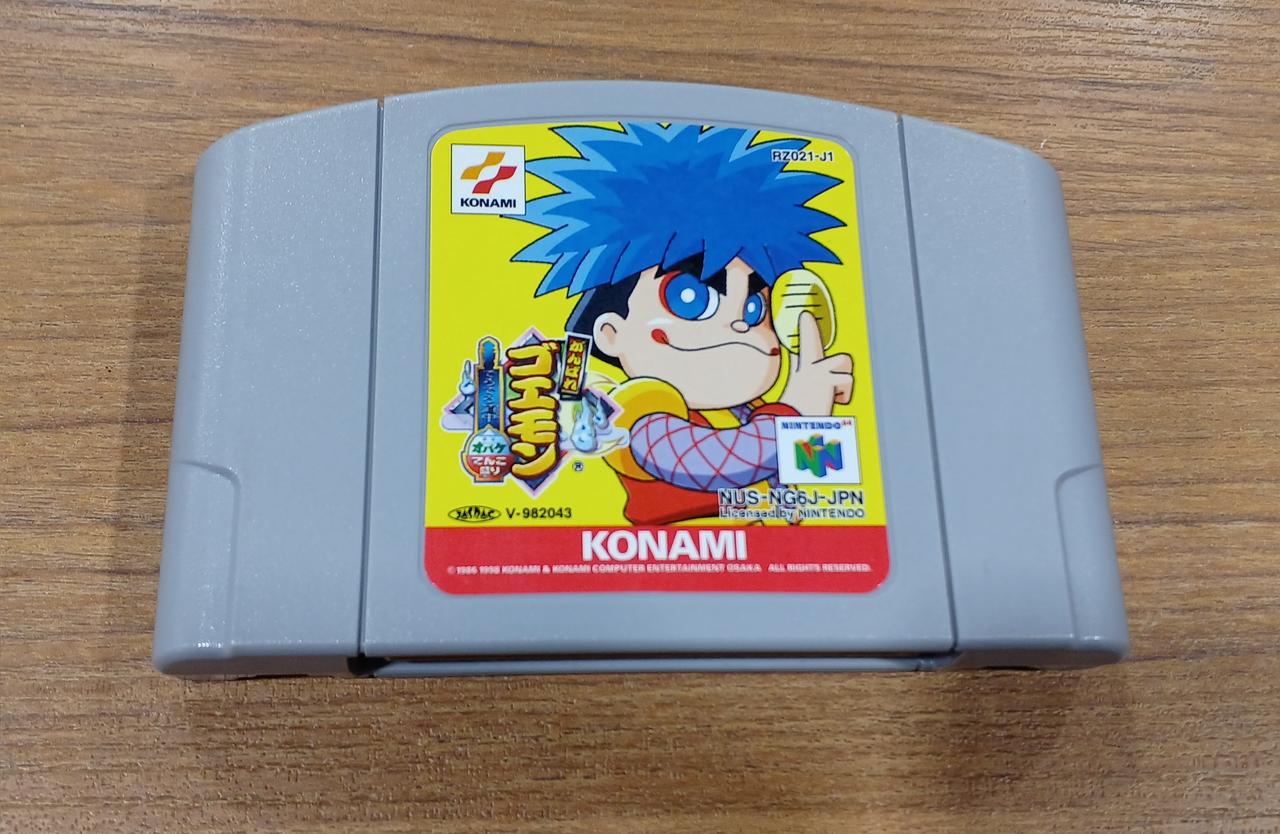 KONAMI
RZ021-J1
がんばれ
ゴエモン
オバケ
てんこ
盛り
®
NINTENDO64
JASRAC V-982043
NUS-NG6J-JPN
Licensed by NINTENDO
KONAMI
© 1986 1998 KONAMI & KONAMI COMPUTER ENTERTAINMENT OSAKA ALL RIGHTS RESERVED.